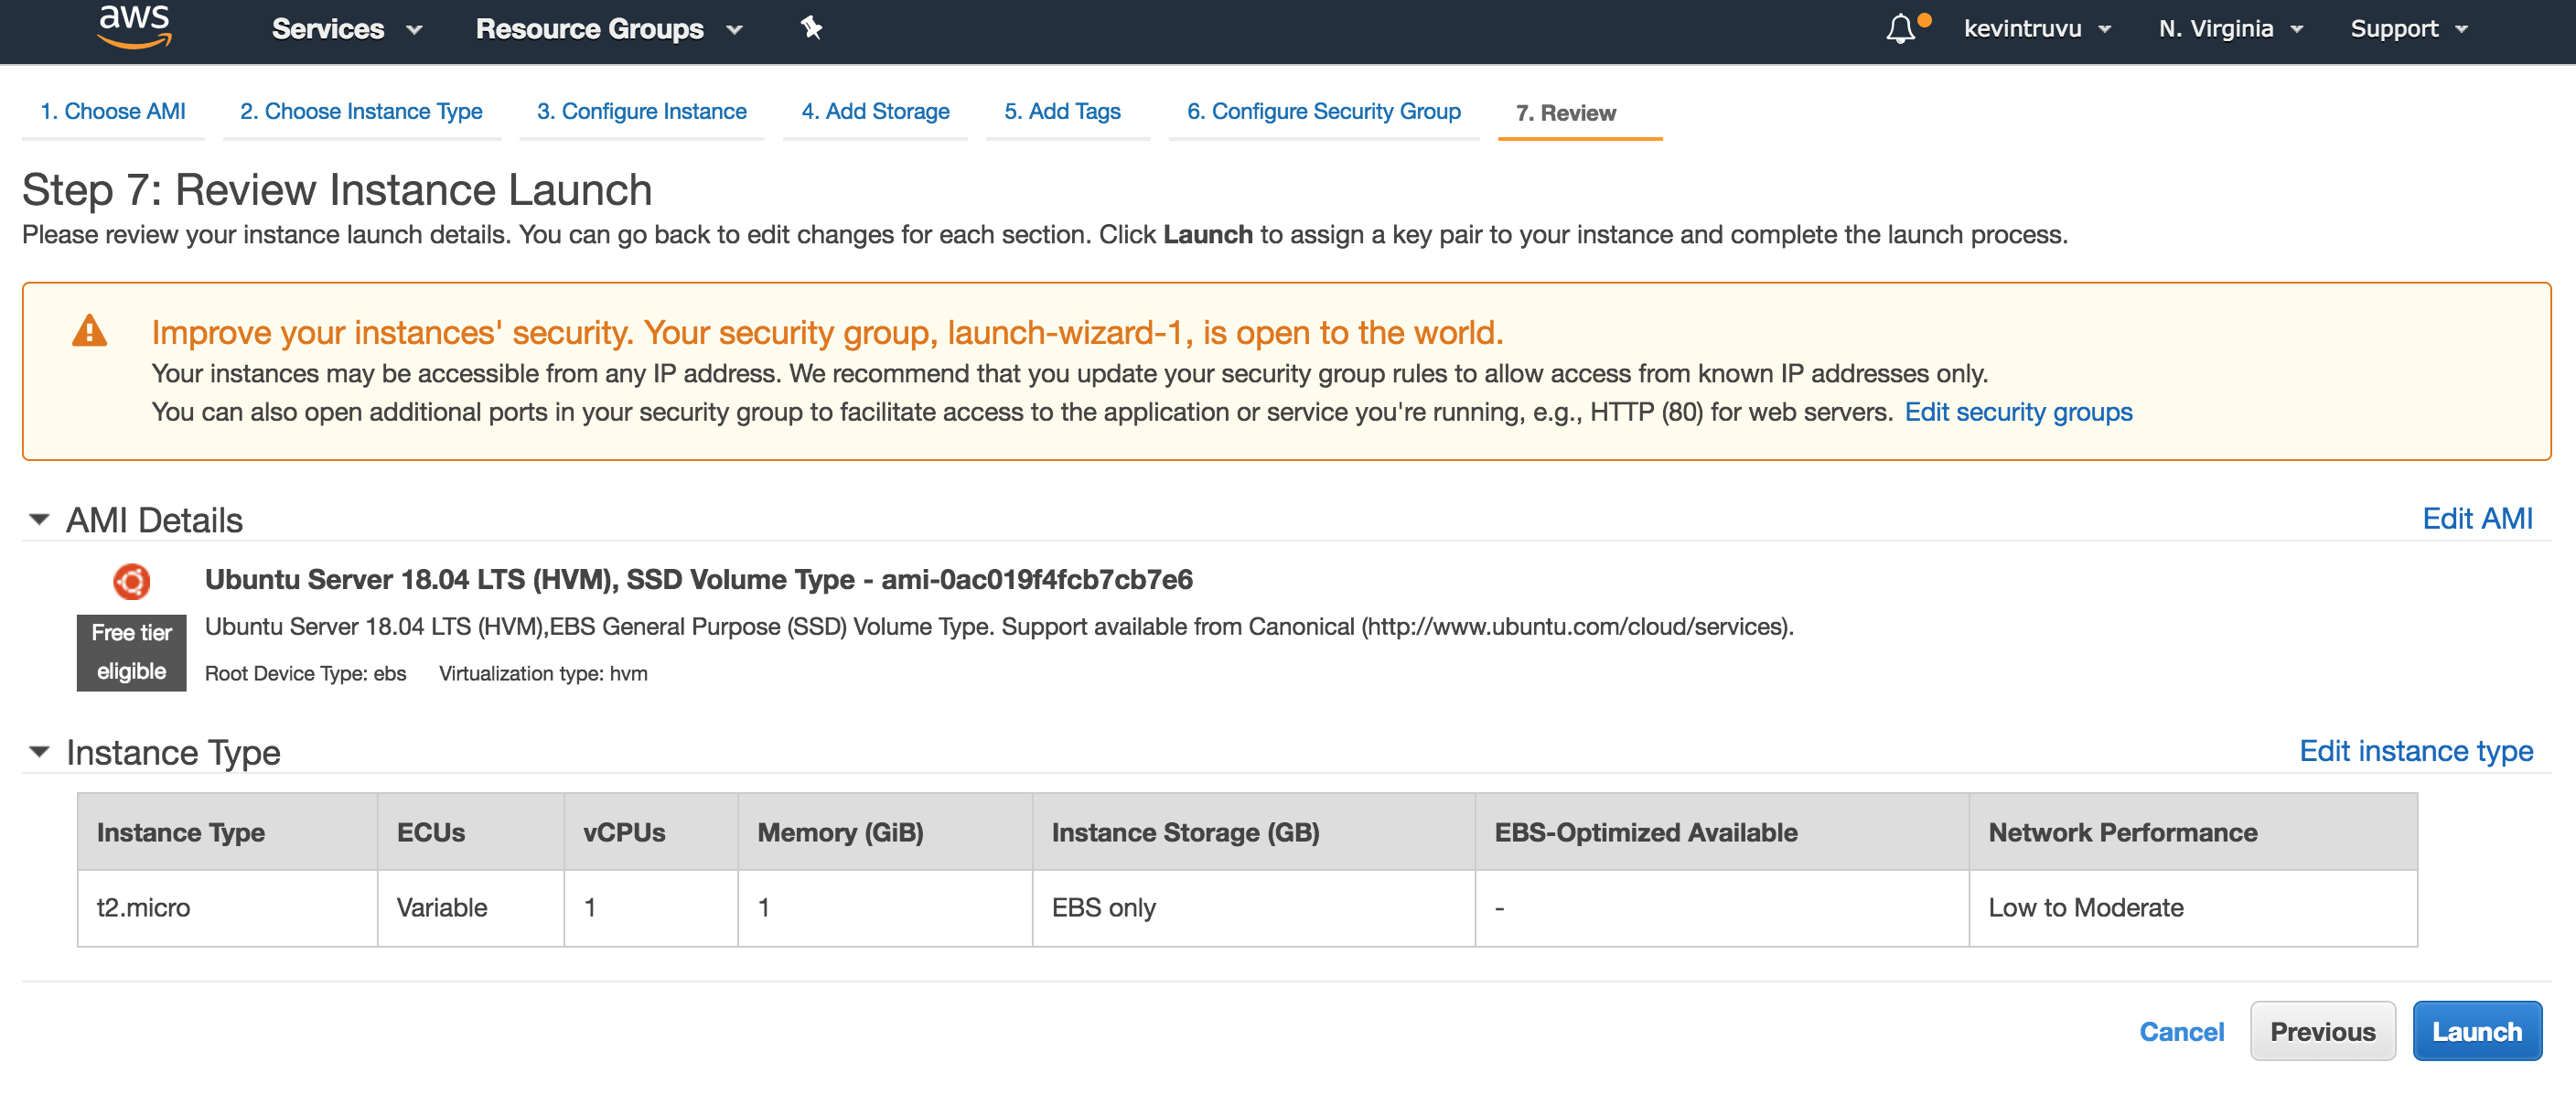 aws Services Resource Groups kevintruvu N. Virginia Support
1. Choose AMI 2. Choose Instance Type 3. Configure Instance 4. Add Storage 5. Add Tags 6. Configure Security Group 7. Review
Step 7: Review Instance Launch
Please review your instance launch details. You can go back to edit changes for each section. Click Launch to assign a key pair to your instance and complete the launch process.
Improve your instances' security. Your security group, launch-wizard-1, is open to the world.
Your instances may be accessible from any IP address. We recommend that you update your security group rules to allow access from known IP addresses only.
You can also open additional ports in your security group to facilitate access to the application or service you're running, e.g., HTTP (80) for web servers. Edit security groups
AMI Details Edit AMI
Ubuntu Server 18.04 LTS (HVM), SSD Volume Type - ami-0ac019f4fcb7cb7e6
Free tier
eligible
Ubuntu Server 18.04 LTS (HVM),EBS General Purpose (SSD) Volume Type. Support available from Canonical (http://www.ubuntu.com/cloud/services).
Root Device Type: ebs Virtualization type: hvm
Instance Type Edit instance type
Instance Type ECUs vCPUs Memory (GiB) Instance Storage (GB) EBS-Optimized Available Network Performance
t2.micro Variable 1 1 EBS only - Low to Moderate
Cancel Previous Launch